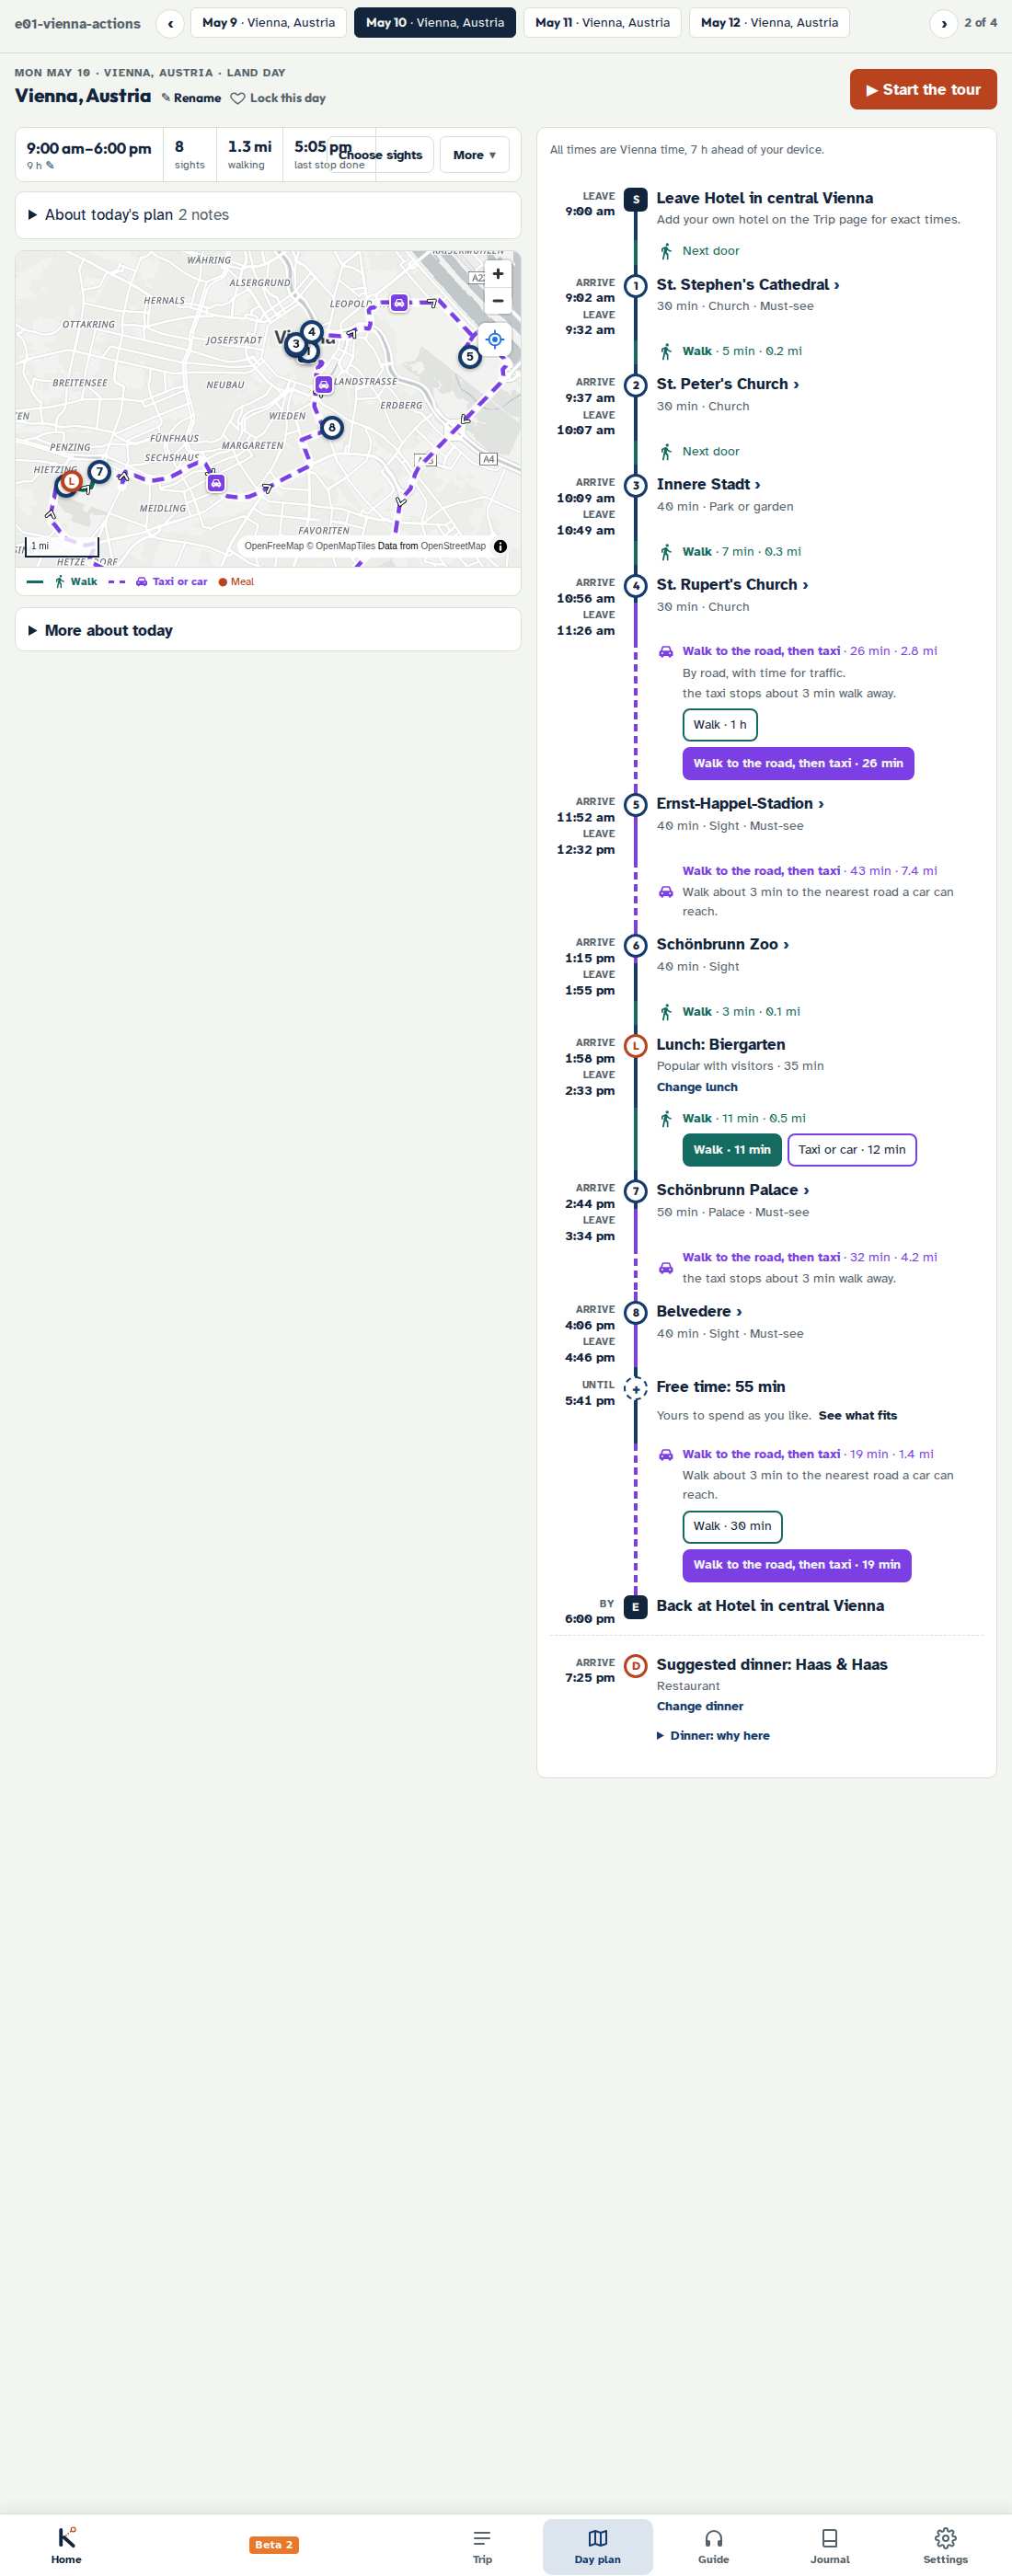 e01-vienna-actions
‹
May 9 · Vienna, Austria
May 10 · Vienna, Austria
May 11 · Vienna, Austria
May 12 · Vienna, Austria
›
2 of 4
MON MAY 10 · VIENNA, AUSTRIA · LAND DAY
Vienna, Austria ✎ Rename Lock this day
▶ Start the tour
9:00 am–6:00 pm
9 h ✎
8
sights
1.3 mi
walking
5:05 pm
last stop done
Choose sights
More ▼
▶ About today's plan 2 notes
WÄHRING
ALSERGRUND
HERNALS
LEOPOLD
OTTAKRING
JOSEFSTADT
4
3
5
BREITENSEE
NEUBAU
LANDSTRASSE
ERDBERG
WIEDEN
8
FÜNFHAUS
PENZING
MARGARETEN
SECHSHAUS
A4
HIETZING
7
L
MEIDLING
FAVORITEN
1 mi
+
−
OpenFreeMap © OpenMapTiles Data from OpenStreetMap
Walk
Taxi or car
Meal
▶ More about today
All times are Vienna time, 7 h ahead of your device.
LEAVE
9:00 am
S
Leave Hotel in central Vienna
Add your own hotel on the Trip page for exact times.
Next door
ARRIVE
9:02 am
LEAVE
9:32 am
1
St. Stephen's Cathedral ›
30 min · Church · Must-see
Walk · 5 min · 0.2 mi
ARRIVE
9:37 am
LEAVE
10:07 am
2
St. Peter's Church ›
30 min · Church
Next door
ARRIVE
10:09 am
LEAVE
10:49 am
3
Innere Stadt ›
40 min · Park or garden
Walk · 7 min · 0.3 mi
ARRIVE
10:56 am
LEAVE
11:26 am
4
St. Rupert's Church ›
30 min · Church
Walk to the road, then taxi · 26 min · 2.8 mi
By road, with time for traffic.
the taxi stops about 3 min walk away.
Walk · 1 h
Walk to the road, then taxi · 26 min
ARRIVE
11:52 am
LEAVE
12:32 pm
5
Ernst-Happel-Stadion ›
40 min · Sight · Must-see
Walk to the road, then taxi · 43 min · 7.4 mi
Walk about 3 min to the nearest road a car can
reach.
ARRIVE
1:15 pm
LEAVE
1:55 pm
6
Schönbrunn Zoo ›
40 min · Sight
Walk · 3 min · 0.1 mi
ARRIVE
1:58 pm
LEAVE
2:33 pm
L
Lunch: Biergarten
Popular with visitors · 35 min
Change lunch
Walk · 11 min · 0.5 mi
Walk · 11 min
Taxi or car · 12 min
ARRIVE
2:44 pm
LEAVE
3:34 pm
7
Schönbrunn Palace ›
50 min · Palace · Must-see
Walk to the road, then taxi · 32 min · 4.2 mi
the taxi stops about 3 min walk away.
ARRIVE
4:06 pm
LEAVE
4:46 pm
8
Belvedere ›
40 min · Sight · Must-see
UNTIL
5:41 pm
+
Free time: 55 min
Yours to spend as you like. See what fits
Walk to the road, then taxi · 19 min · 1.4 mi
Walk about 3 min to the nearest road a car can
reach.
Walk · 30 min
Walk to the road, then taxi · 19 min
BY
6:00 pm
E
Back at Hotel in central Vienna
ARRIVE
7:25 pm
D
Suggested dinner: Haas & Haas
Restaurant
Change dinner
▶ Dinner: why here
Home
Beta 2
Trip
Day plan
Guide
Journal
Settings